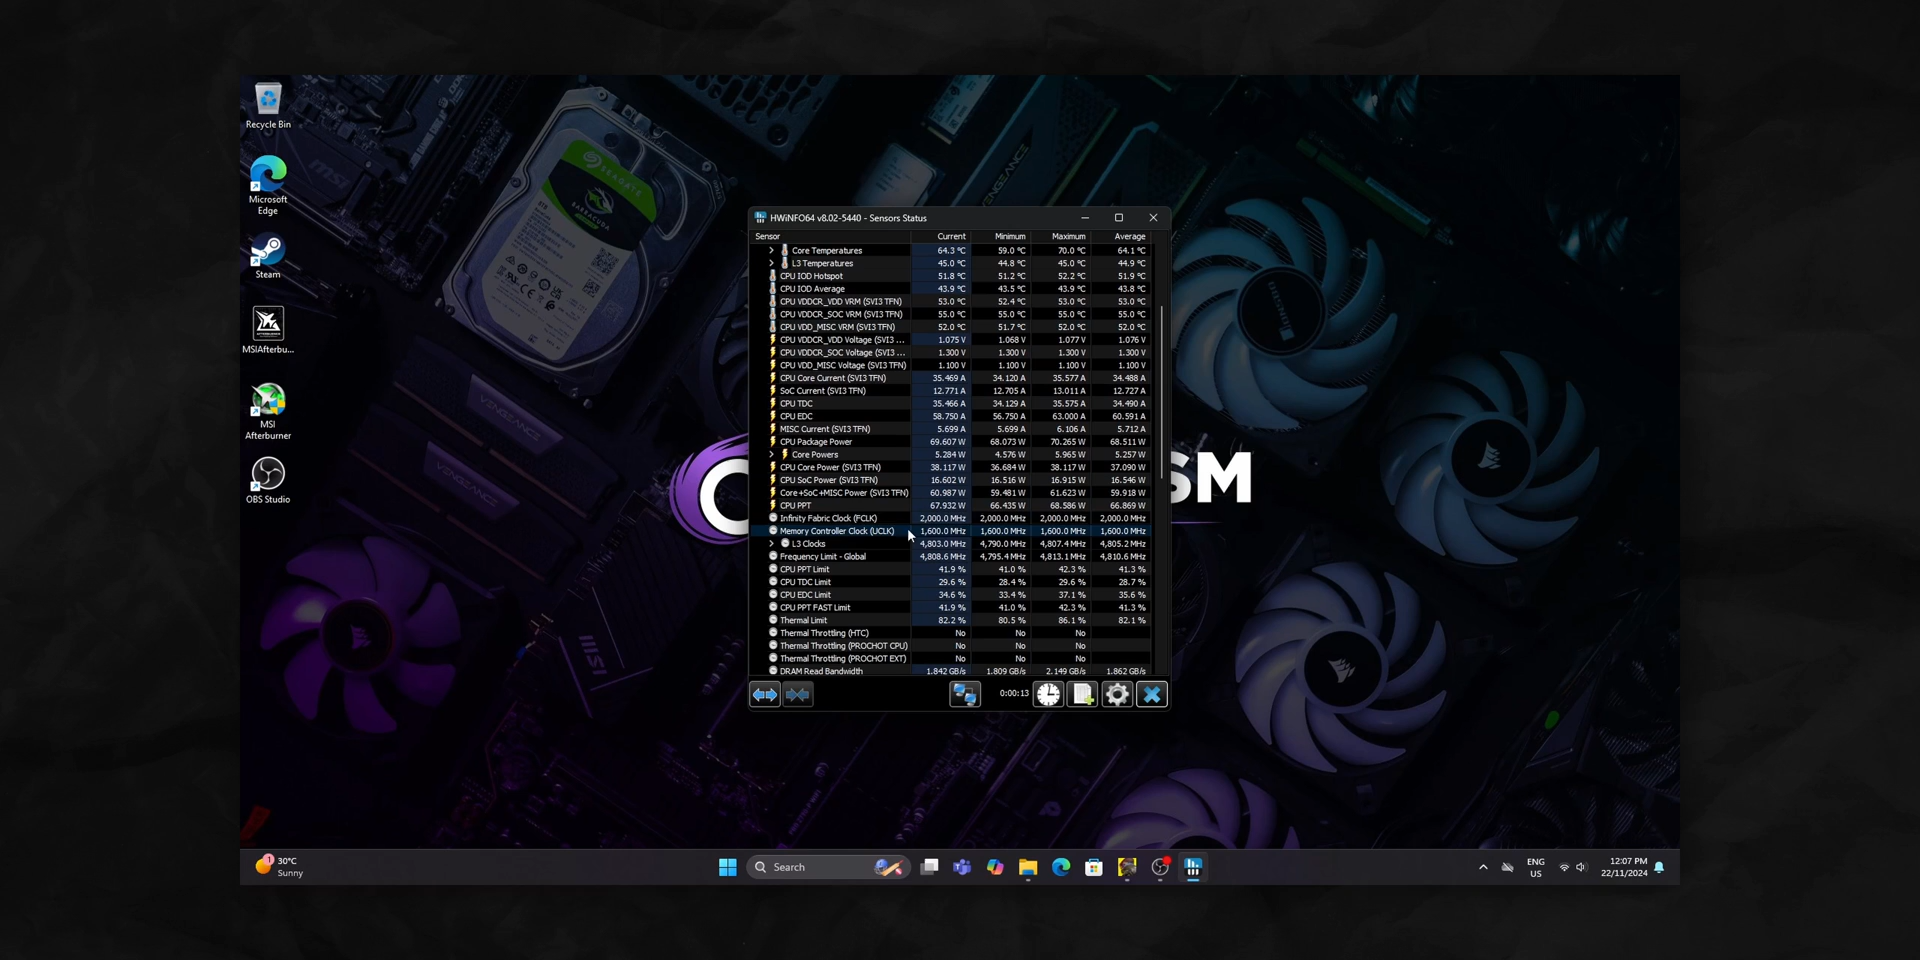 Recycle Bin
Microsoft
Edge
Steam
MSIAfterbu...
MSI
Afterburner
OBS Studio
SEAGATE
BARRACUDA
VENGEANCE
VENGEANCE
msi
msi
SM
HWiNFO64 v8.02-5440 - Sensors Status
Sensor Current Minimum Maximum Average
Core Temperatures 64.3 °C 59.0 °C 70.0 °C 64.1 °C
L3 Temperatures 45.0 °C 44.8 °C 45.0 °C 44.9 °C
CPU IOD Hotspot 51.8 °C 51.2 °C 52.2 °C 51.9 °C
CPU IOD Average 43.9 °C 43.5 °C 43.9 °C 43.8 °C
CPU VDDCR_VDD VRM (SVI3 TFN) 53.0 °C 52.4 °C 53.0 °C 53.0 °C
CPU VDDCR_SOC VRM (SVI3 TFN) 55.0 °C 55.0 °C 55.0 °C 55.0 °C
CPU VDD_MISC VRM (SVI3 TFN) 52.0 °C 51.7 °C 52.0 °C 52.0 °C
CPU VDDCR_VDD Voltage (SVI3 ... 1.075 V 1.068 V 1.077 V 1.076 V
CPU VDDCR_SOC Voltage (SVI3 ... 1.300 V 1.300 V 1.300 V 1.300 V
CPU VDD_MISC Voltage (SVI3 TFN) 1.100 V 1.100 V 1.100 V 1.100 V
CPU Core Current (SVI3 TFN) 35.469 A 34.120 A 35.577 A 34.488 A
SoC Current (SVI3 TFN) 12.771 A 12.705 A 13.011 A 12.727 A
CPU TDC 35.466 A 34.129 A 35.575 A 34.490 A
CPU EDC 58.750 A 56.750 A 63.000 A 60.591 A
MISC Current (SVI3 TFN) 5.699 A 5.699 A 6.106 A 5.712 A
CPU Package Power 69.607 W 68.073 W 70.265 W 68.511 W
Core Powers 5.284 W 4.576 W 5.965 W 5.257 W
CPU Core Power (SVI3 TFN) 38.117 W 36.684 W 38.117 W 37.090 W
CPU SoC Power (SVI3 TFN) 16.602 W 16.516 W 16.915 W 16.546 W
Core+SoC+MISC Power (SVI3 TFN) 60.987 W 59.481 W 61.623 W 59.918 W
CPU PPT 67.932 W 66.435 W 68.586 W 66.869 W
Infinity Fabric Clock (FCLK) 2,000.0 MHz 2,000.0 MHz 2,000.0 MHz 2,000.0 MHz
Memory Controller Clock (UCLK) 1,600.0 MHz 1,600.0 MHz 1,600.0 MHz 1,600.0 MHz
L3 Clocks 4,803.0 MHz 4,790.0 MHz 4,807.4 MHz 4,805.2 MHz
Frequency Limit - Global 4,808.6 MHz 4,795.4 MHz 4,813.1 MHz 4,810.6 MHz
CPU PPT Limit 41.9 % 41.0 % 42.3 % 41.3 %
CPU TDC Limit 29.6 % 28.4 % 29.6 % 28.7 %
CPU EDC Limit 34.6 % 33.4 % 37.1 % 35.6 %
CPU PPT FAST Limit 41.9 % 41.0 % 42.3 % 41.3 %
Thermal Limit 82.2 % 80.5 % 86.1 % 82.1 %
Thermal Throttling (HTC) No No No
Thermal Throttling (PROCHOT CPU) No No No
Thermal Throttling (PROCHOT EXT) No No No
DRAM Read Bandwidth 1.842 GB/s 1.809 GB/s 2.149 GB/s 1.862 GB/s
0:00:13
1
30°C
Sunny
Search
ENG
US
12:07 PM
22/11/2024